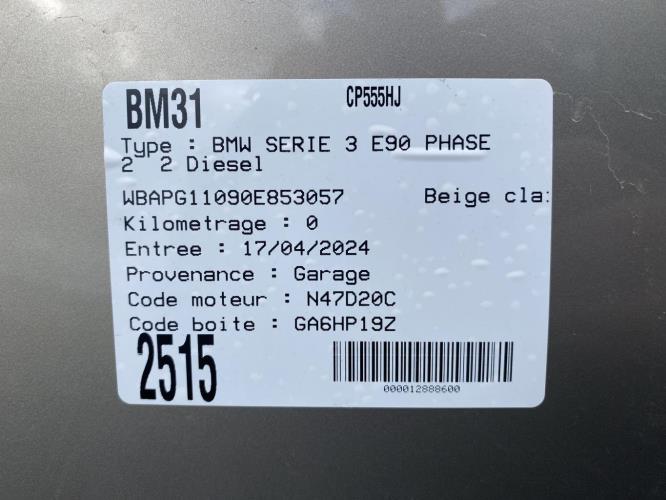 BM31 CP555HJ
Type : BMW SERIE 3 E90 PHASE
2 2 Diesel
WBAPG11090E853057 Beige clai
Kilometrage : 0
Entree : 17/04/2024
Provenance : Garage
Code moteur : N47D20C
Code boite : GA6HP19Z
2515
000012888600